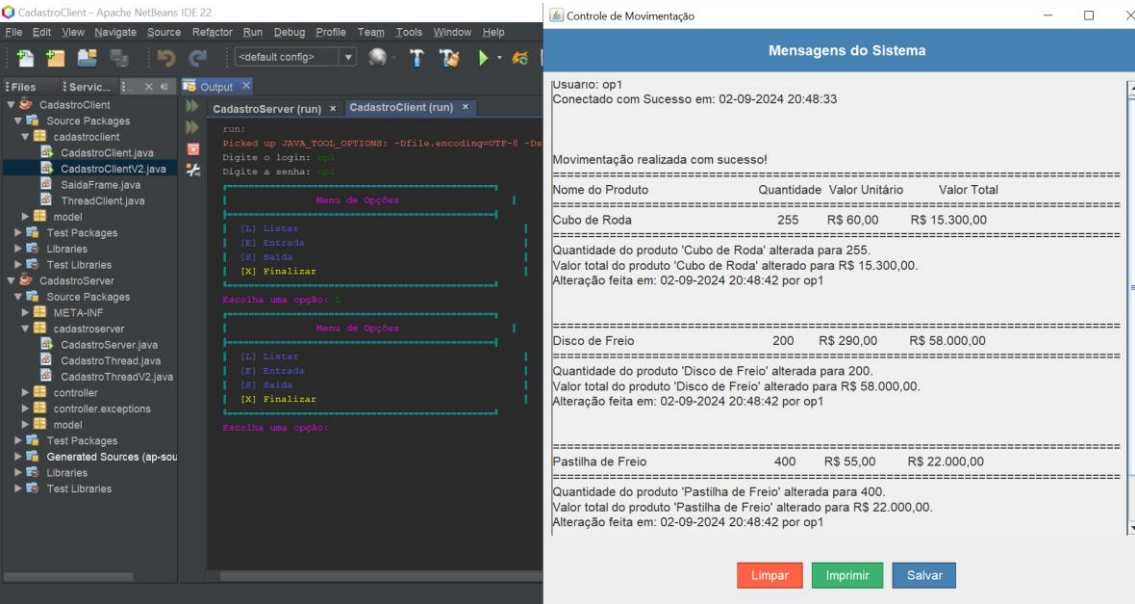 CadastroClient - Apache NetBeans IDE 22
File Edit View Navigate Source Refactor Run Debug Profile Team Tools Window Help
<default config>
Files Servic...
CadastroClient
Source Packages
cadastroclient
CadastroClient.java
CadastroClientV2.java
SaidaFrame.java
ThreadClient.java
model
Test Packages
Libraries
Test Libraries
CadastroServer
Source Packages
META-INF
cadastroserver
CadastroServer.java
CadastroThread.java
CadastroThreadV2.java
controller
controller.exceptions
model
Test Packages
Generated Sources (ap-sou
Libraries
Test Libraries
Output
CadastroServer (run) × CadastroClient (run) ×
run:
Picked up JAVA_TOOL_OPTIONS: -Dfile.encoding=UTF-8
Digite o login: op1
Digite a senha: op1
Menu de Opções
[L] Listar
[E] Entrada
[S] Saída
[X] Finalizar
Escolha uma opção:
Menu de Opções
[L] Listar
[E] Entrada
[S] Saída
[X] Finalizar
Escolha uma opção:
Controle de Movimentação
Mensagens do Sistema
Usuário: op1
Conectado com Sucesso em: 02-09-2024 20:48:33
Movimentação realizada com sucesso!
Nome do Produto Quantidade Valor Unitário Valor Total
Cubo de Roda 255 R$ 60,00 R$ 15.300,00
Quantidade do produto 'Cubo de Roda' alterada para 255.
Valor total do produto 'Cubo de Roda' alterado para R$ 15.300,00.
Alteração feita em: 02-09-2024 20:48:42 por op1
Disco de Freio 200 R$ 290,00 R$ 58.000,00
Quantidade do produto 'Disco de Freio' alterada para 200.
Valor total do produto 'Disco de Freio' alterado para R$ 58.000,00.
Alteração feita em: 02-09-2024 20:48:42 por op1
Pastilha de Freio 400 R$ 55,00 R$ 22.000,00
Quantidade do produto 'Pastilha de Freio' alterada para 400.
Valor total do produto 'Pastilha de Freio' alterado para R$ 22.000,00.
Alteração feita em: 02-09-2024 20:48:42 por op1
Limpar Imprimir Salvar